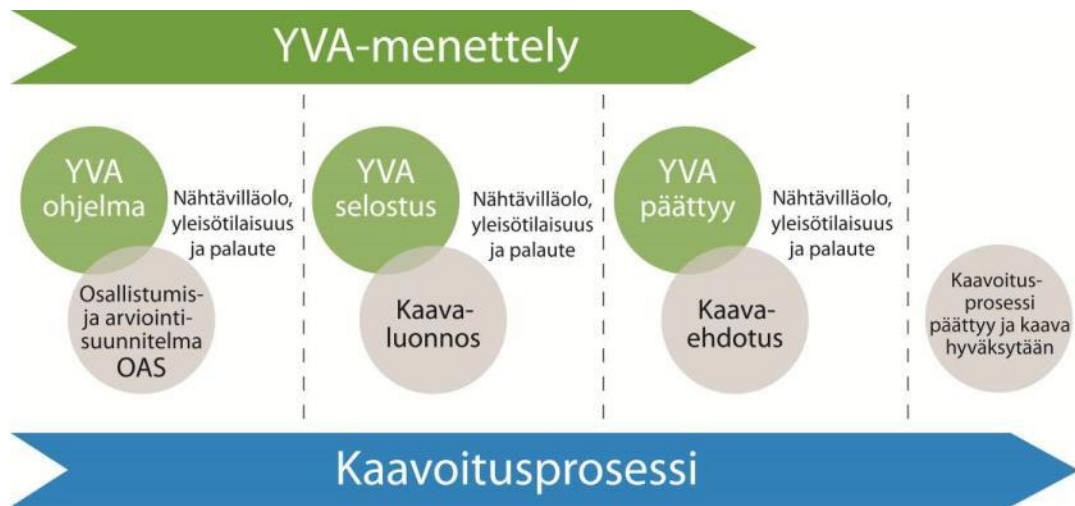 YVA-menettely
YVA
ohjelma
Nähtävilläolo,
yleisötilaisuus
ja palaute
Osallistumis-
ja arviointi-
suunnitelma
OAS
YVA
selostus
Nähtävilläolo,
yleisötilaisuus
ja palaute
Kaava-
luonnos
YVA
päättyy
Nähtävilläolo,
yleisötilaisuus
ja palaute
Kaava-
ehdotus
Kaavoitus-
prosessi
päättyy ja kaava
hyväksytään
Kaavoitusprosessi